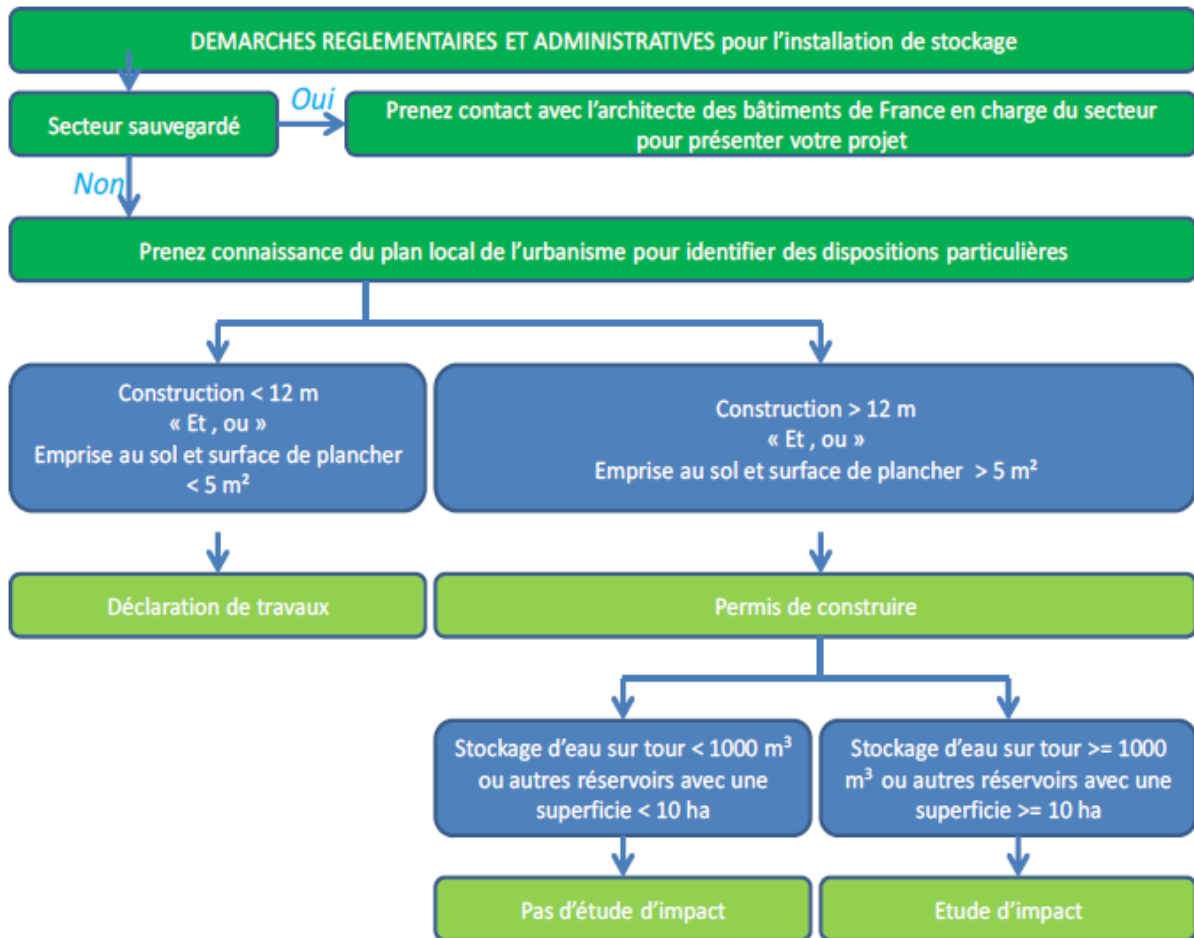 DEMARCHES REGLEMENTAIRES ET ADMINISTRATIVES pour l’installation de stockage
Secteur sauvegardé
Oui
Prenez contact avec l’architecte des bâtiments de France en charge du secteur
pour présenter votre projet
Non
Prenez connaissance du plan local de l’urbanisme pour identifier des dispositions particulières
Construction < 12 m
« Et , ou »
Emprise au sol et surface de plancher
< 5 m²
Construction > 12 m
« Et , ou »
Emprise au sol et surface de plancher > 5 m²
Déclaration de travaux
Permis de construire
Stockage d’eau sur tour < 1000 m³
ou autres réservoirs avec une
superficie < 10 ha
Stockage d’eau sur tour >= 1000
m³ ou autres réservoirs avec une
superficie >= 10 ha
Pas d’étude d’impact
Etude d’impact